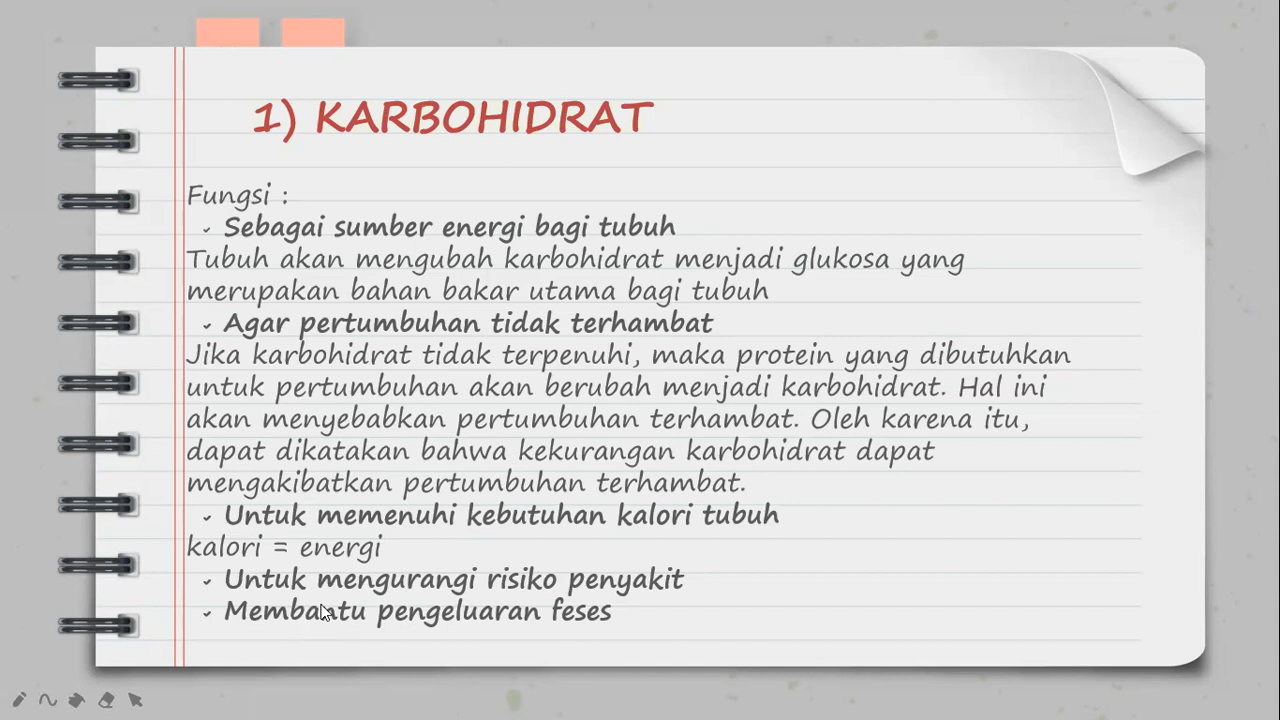 1) KARBOHIDRAT
Fungsi :
Sebagai sumber energi bagi tubuh
Tubuh akan mengubah karbohidrat menjadi glukosa yang
merupakan bahan bakar utama bagi tubuh
Agar pertumbuhan tidak terhambat
Jika karbohidrat tidak terpenuhi, maka protein yang dibutuhkan
untuk pertumbuhan akan berubah menjadi karbohidrat. Hal ini
akan menyebabkan pertumbuhan terhambat. Oleh karena itu,
dapat dikatakan bahwa kekurangan karbohidrat dapat
mengakibatkan pertumbuhan terhambat.
Untuk memenuhi kebutuhan kalori tubuh
kalori = energi
Untuk mengurangi risiko penyakit
Membantu pengeluaran feses